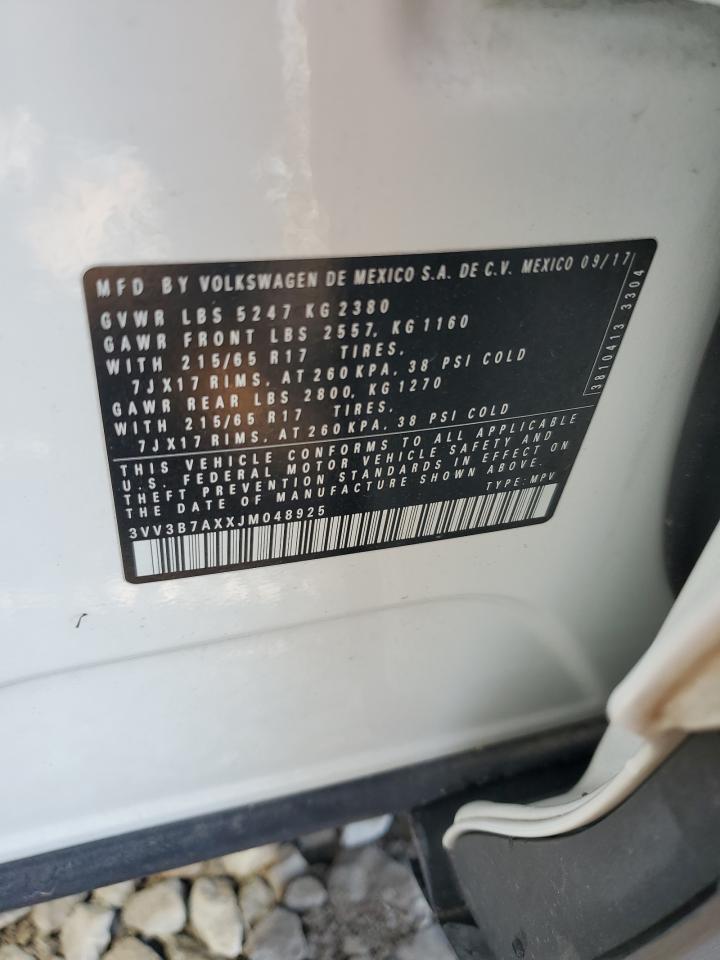 MFD BY VOLKSWAGEN DE MEXICO S.A. DE C.V. MEXICO 09/17
GVWR LBS 5247 KG 2380
GAWR FRONT LBS 2557, KG 1160
WITH 215/65 R17 TIRES,
7JX17 RIMS, AT 260 KPA, 38 PSI COLD
GAWR REAR LBS 2800, KG 1270
WITH 215/65 R17 TIRES,
7JX17 RIMS, AT 260 KPA, 38 PSI COLD
THIS VEHICLE CONFORMS TO ALL APPLICABLE
U.S. FEDERAL MOTOR VEHICLE SAFETY AND
THEFT PREVENTION STANDARDS IN EFFECT ON
THE DATE OF MANUFACTURE SHOWN ABOVE.
TYPE: MPV
3VV3B7AXXJM048925
3810413 3304